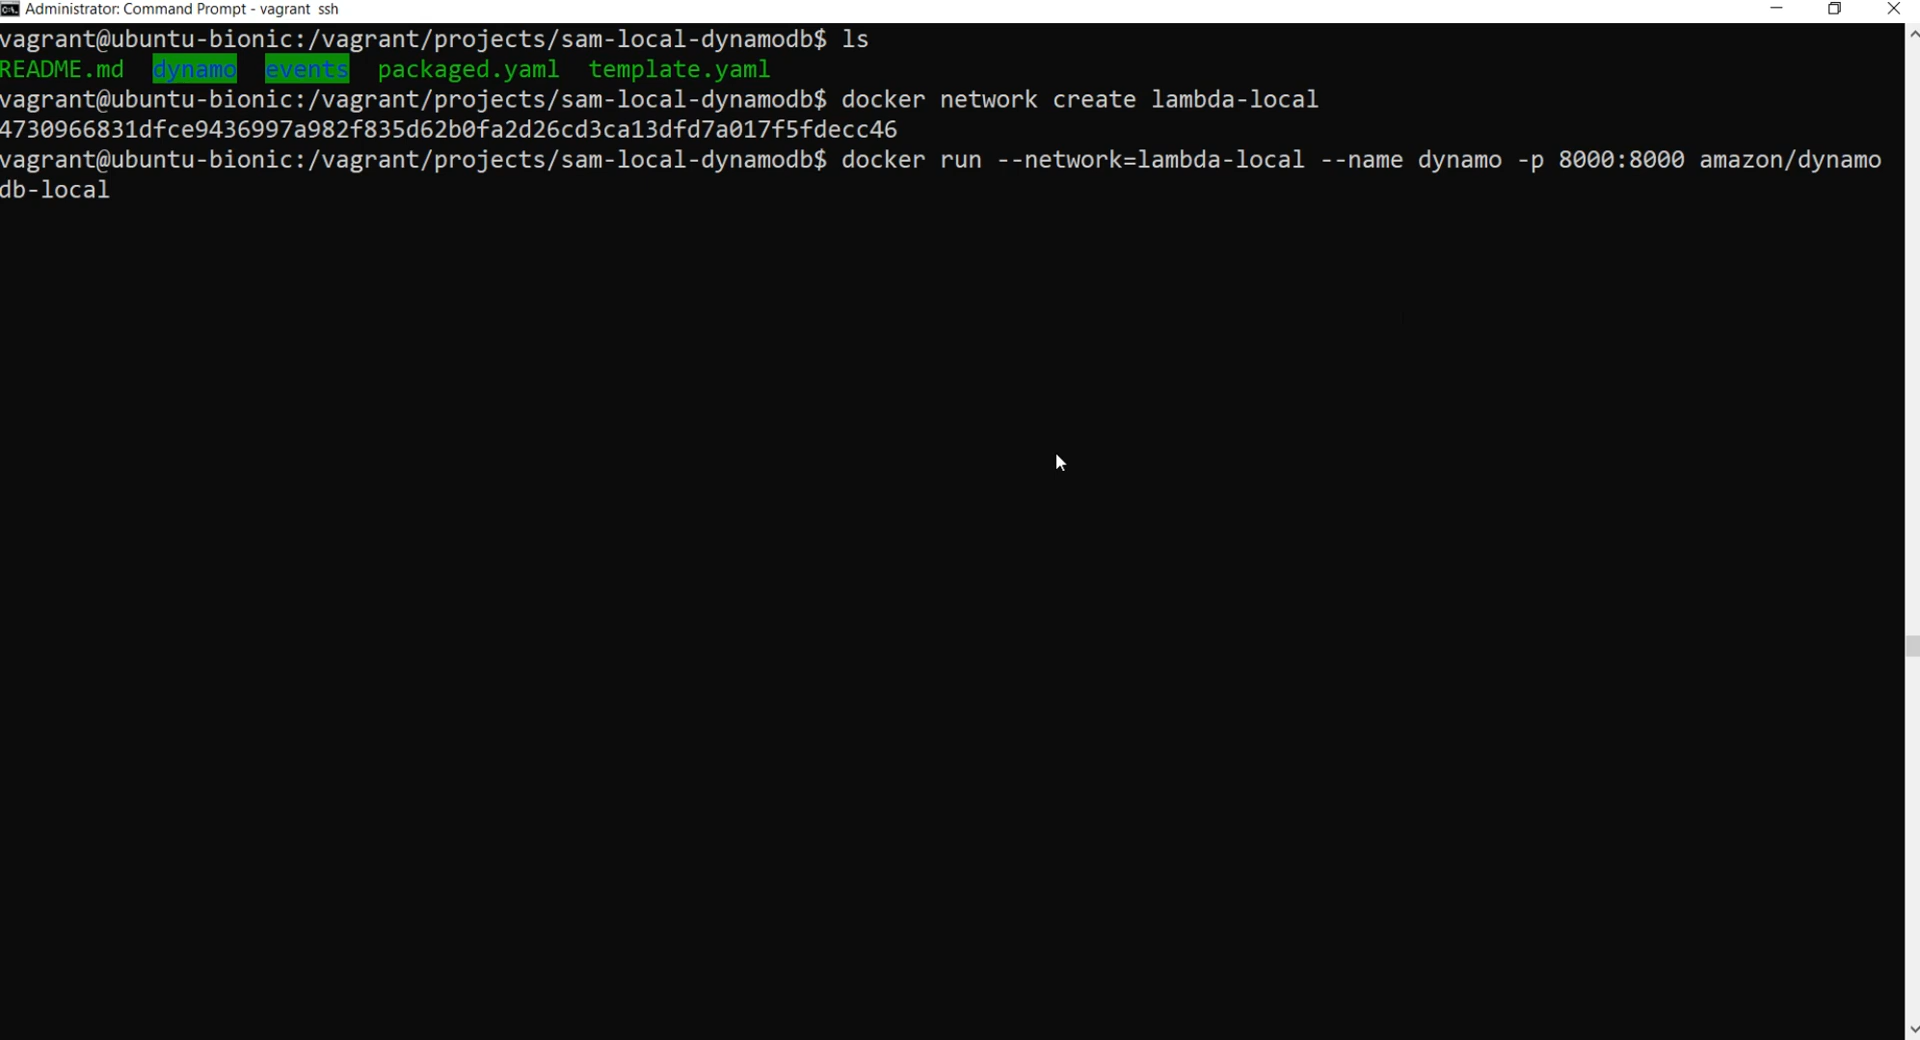 Administrator: Command Prompt - vagrant ssh
vagrant@ubuntu-bionic:/vagrant/projects/sam-local-dynamodb$ ls
README.md dynamo events packaged.yaml template.yaml
vagrant@ubuntu-bionic:/vagrant/projects/sam-local-dynamodb$ docker network create lambda-local
4730966831dfce9436997a982f835d62b0fa2d26cd3ca13dfd7a017f5fdecc46
vagrant@ubuntu-bionic:/vagrant/projects/sam-local-dynamodb$ docker run --network=lambda-local --name dynamo -p 8000:8000 amazon/dynamo
db-local